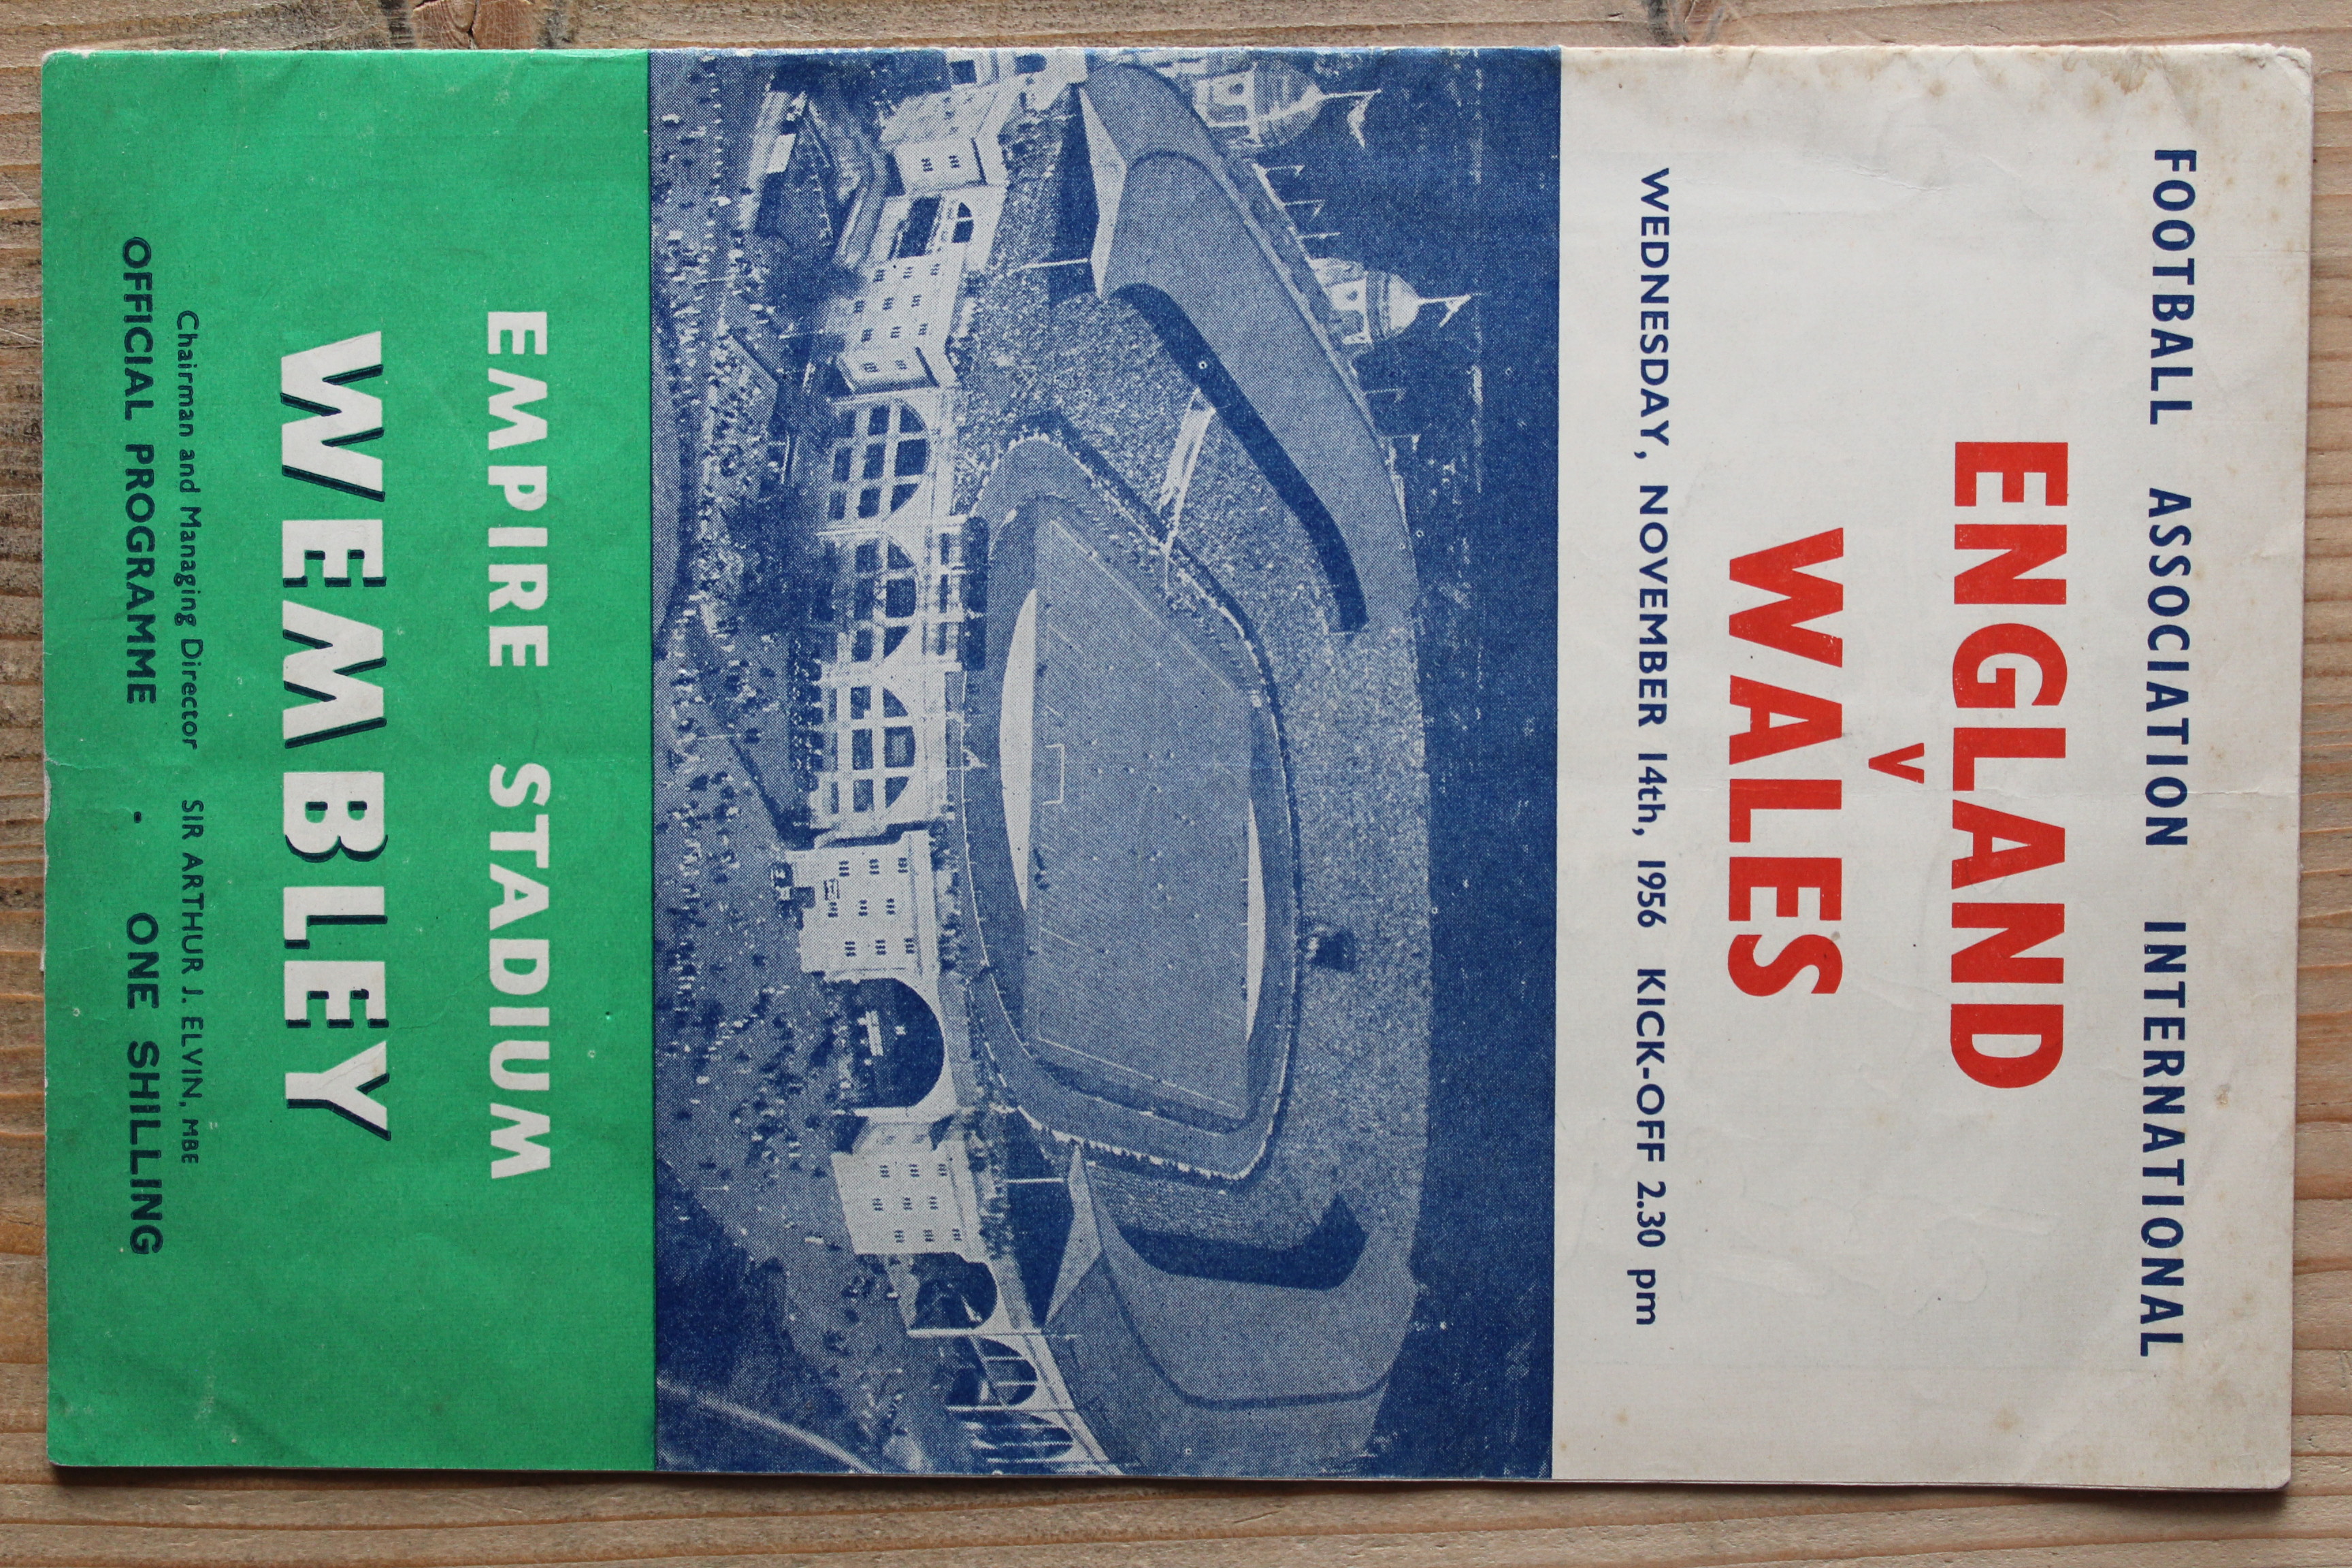 FOOTBALL ASSOCIATION INTERNATIONAL
ENGLAND
V
WALES
WEDNESDAY, NOVEMBER 14th, 1956 KICK-OFF 2.30 pm
EMPIRE STADIUM
WEMBLEY
Chairman and Managing Director SIR ARTHUR J. ELVIN, MBE
OFFICIAL PROGRAMME · ONE SHILLING